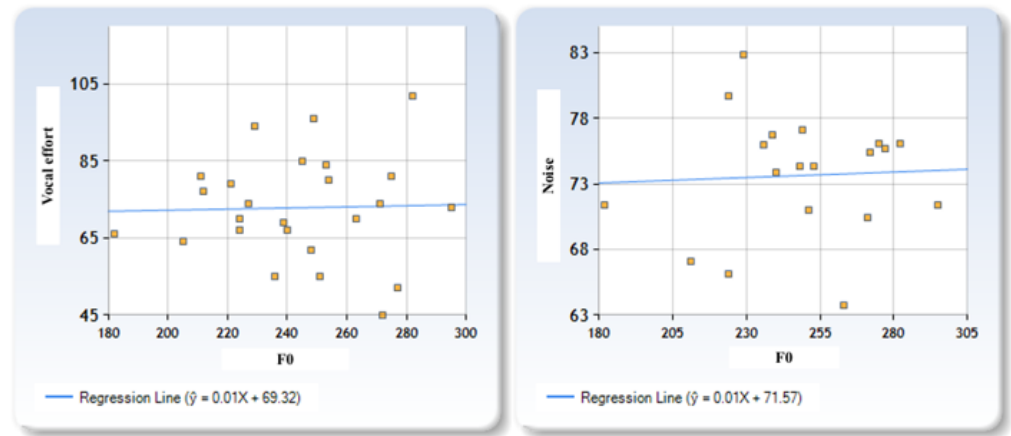 105
85
65
45
180 200 220 240 260 280 300
Vocal effort
F0
Regression Line (ŷ = 0.01X + 69.32)
83
78
73
68
63
180 205 230 255 280 305
Noise
F0
Regression Line (ŷ = 0.01X + 71.57)